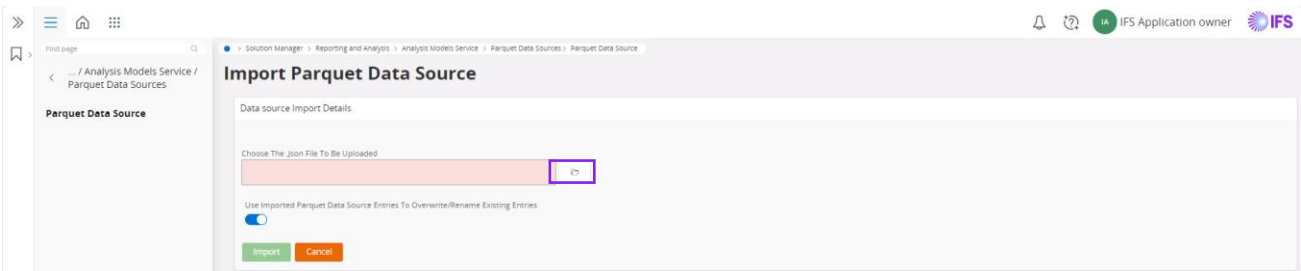 IA IFS Application owner IFS
Find page
Solution Manager > Reporting and Analysis > Analysis Models Service > Parquet Data Sources > Parquet Data Source
... / Analysis Models Service /
Parquet Data Sources
Import Parquet Data Source
Parquet Data Source
Data source Import Details
Choose The .Json File To Be Uploaded
Use Imported Parquet Data Source Entries To Overwrite/Rename Existing Entries
Import Cancel